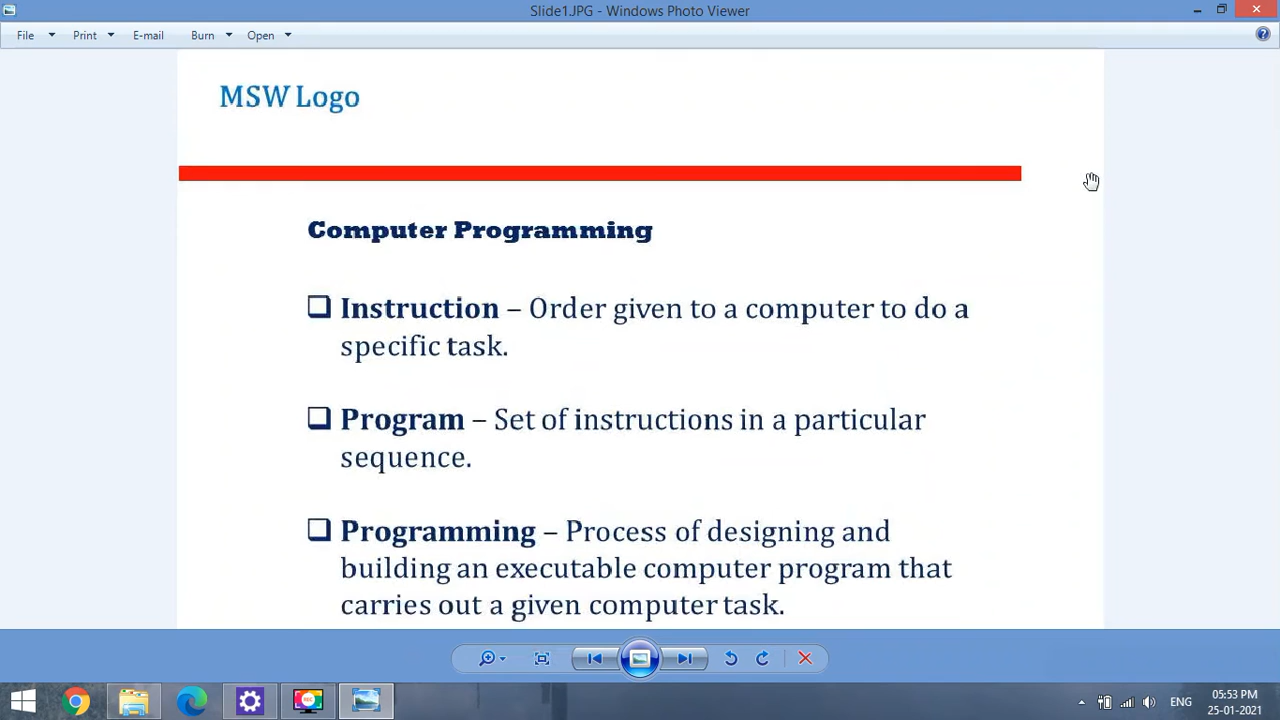 Slide1.JPG - Windows Photo Viewer
File Print E-mail Burn Open
MSW Logo
Computer Programming
Instruction – Order given to a computer to do a
specific task.
Program – Set of instructions in a particular
sequence.
Programming – Process of designing and
building an executable computer program that
carries out a given computer task.
ENG
05:53 PM
25-01-2021